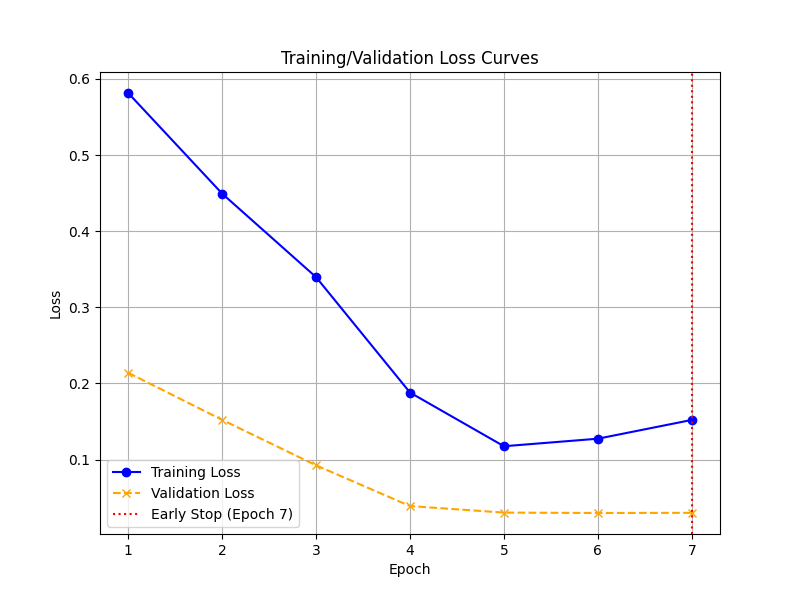 Training/Validation Loss Curves
Loss
0.6
0.5
0.4
0.3
0.2
0.1
Training Loss
Validation Loss
Early Stop (Epoch 7)
1 2 3 4 5 6 7
Epoch